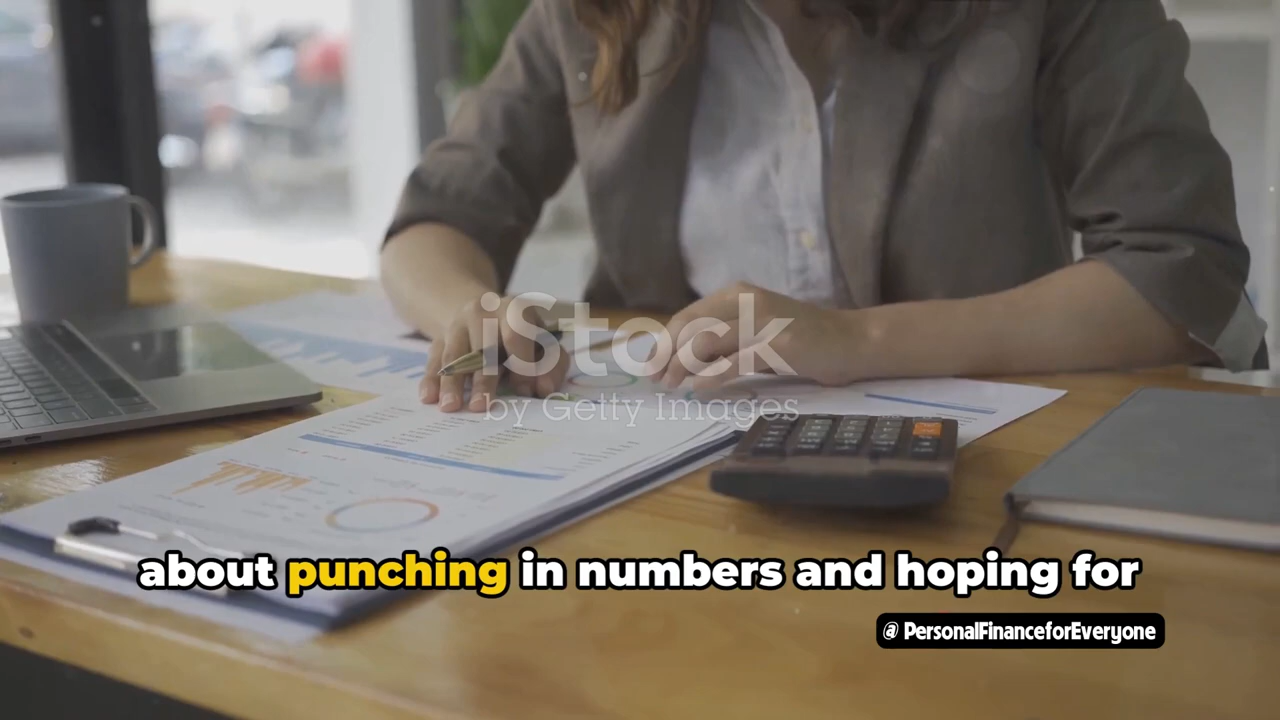 iStock
by Getty Images
about punching in numbers and hoping for
@ PersonalFinanceforEveryone